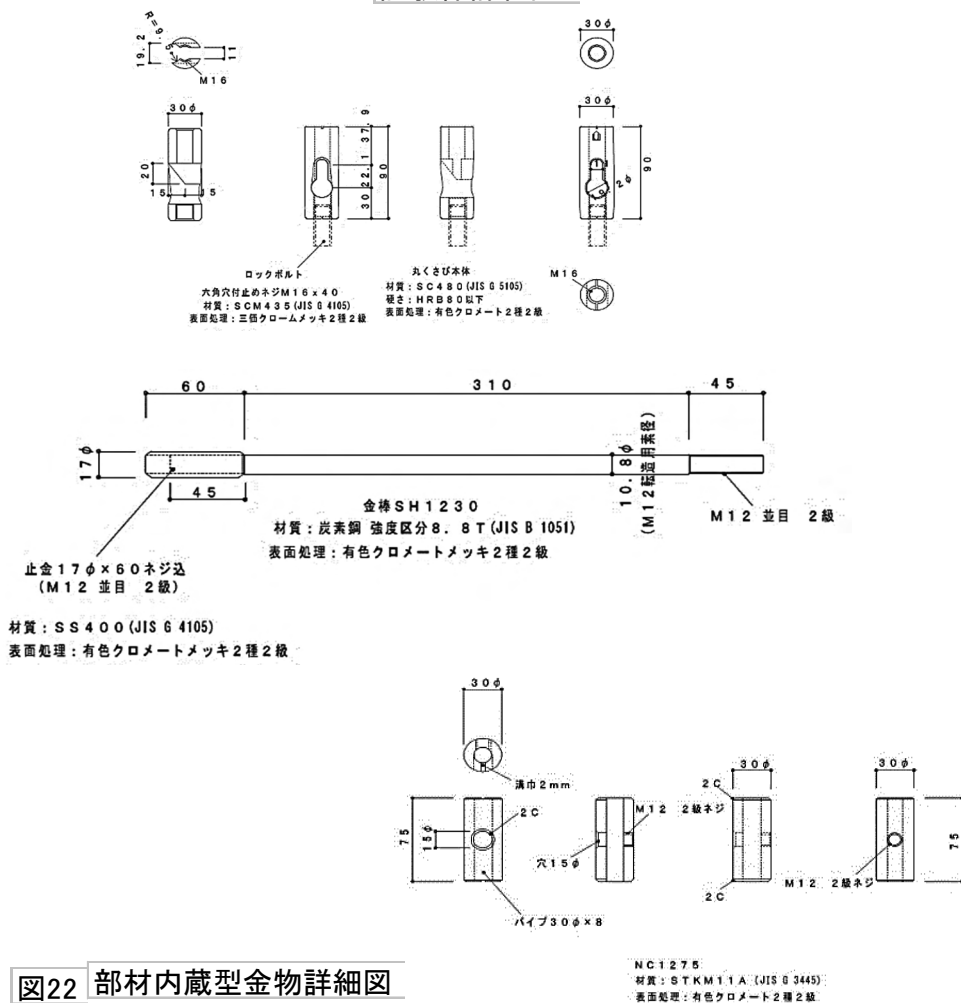 R=9.5
19.2
11
M16
30φ
30φ
30φ
20
15
15
37.9
22.1
30
90
30φ
90
2φ
M16
ロックボルト
六角穴付止めネジM16x40
材質:SCM435(JIS G 4105)
表面処理:三価クロームメッキ2種2級
丸くさび本体
材質:SC480(JIS G 5105)
硬さ:HRB80以下
表面処理:有色クロメート2種2級
60
310
45
17φ
45
10.8φ
(M12転造用素径)
M12 並目 2級
金棒SH1230
材質:炭素鋼 強度区分8.8T(JIS B 1051)
表面処理:有色クロメートメッキ2種2級
止金17φ×60ネジ込
(M12 並目 2級)
材質:SS400(JIS G 4105)
表面処理:有色クロメートメッキ2種2級
30φ
溝巾2mm
2C
75
15φ
パイプ30φ×8
M12 2級ネジ
穴15φ
30φ
2C
2C
30φ
75
M12 2級ネジ
NC1275
材質:STKM11A(JIS G 3445)
表面処理:有色クロメート2種2級
図22 部材内蔵型金物詳細図